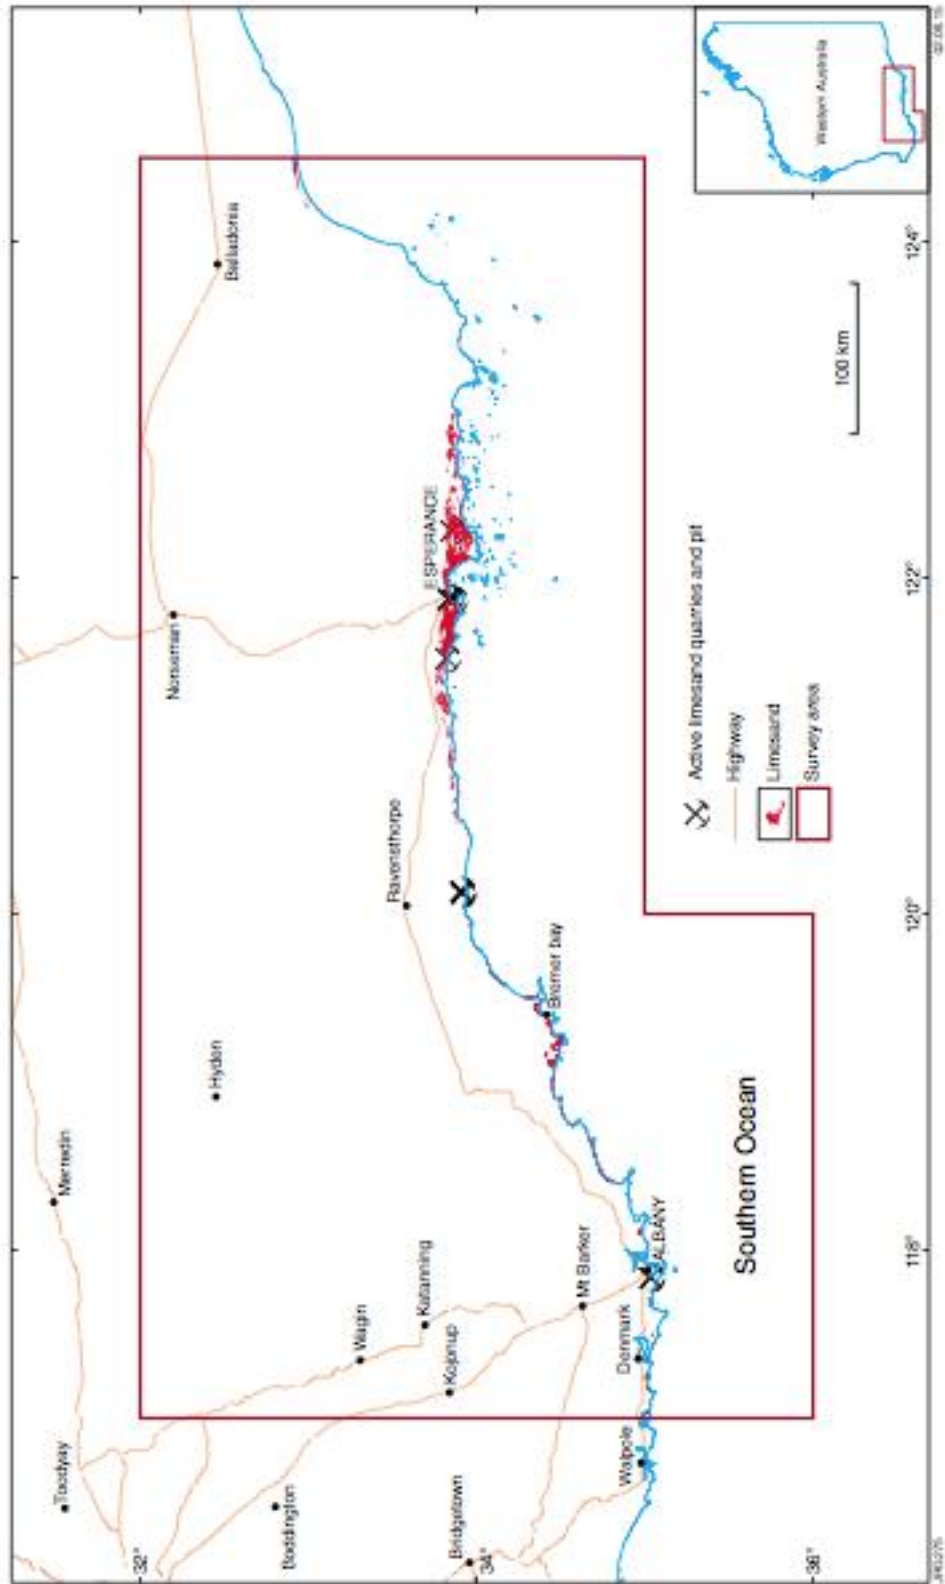 Toodyay
Merredin
Hyden
Norseman
Balladonia
32°
Boddington
Wagin
Katanning
Kojonup
Ravensthorpe
ESPERANCE
Bridgetown
34°
Mt Barker
Bremer bay
Walpole
Denmark
ALBANY
Southern Ocean
36°
Active limesand quarries and pit
Highway
Limesand
Survey area
100 km
Western Australia
118°
120°
122°
124°